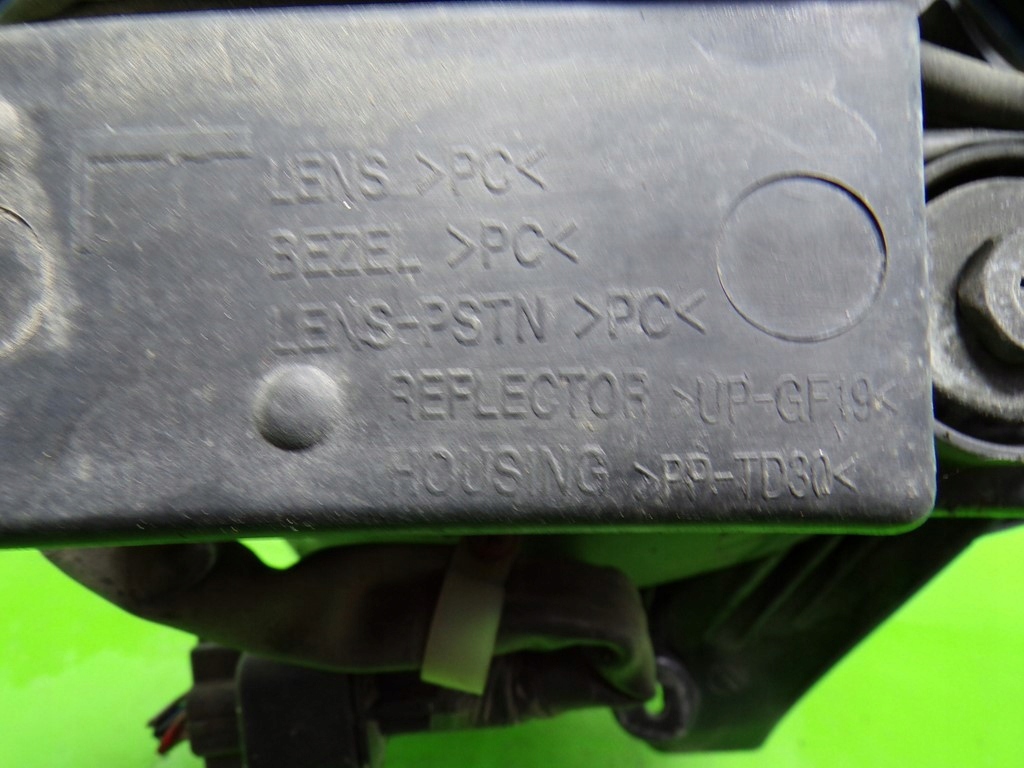 LENS >PC<
BEZEL >PC<
LENS-PSTN >PC<
REFLECTOR >UP-GF19<
HOUSING >PP-TD30<